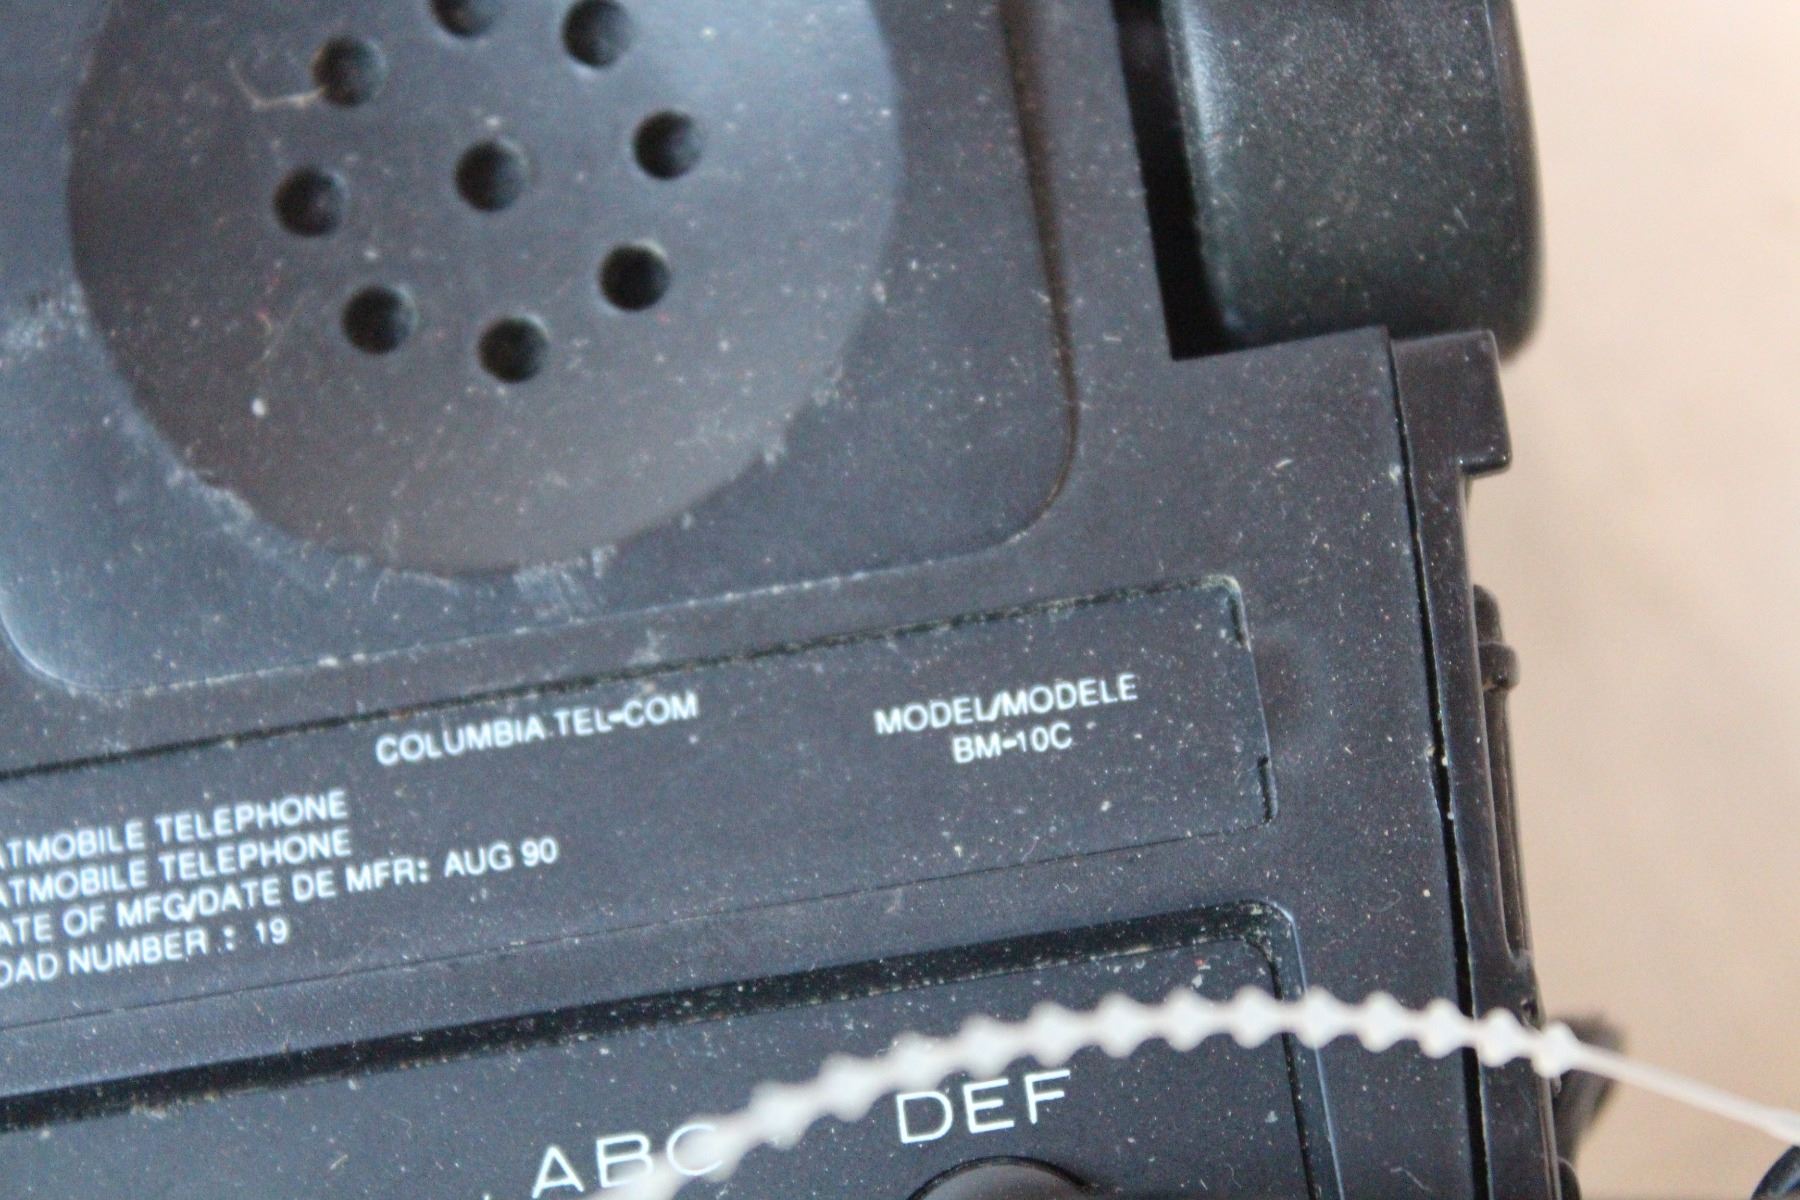 COLUMBIA TEL-COM
MODEL/MODELE
BM-10C
ATMOBILE TELEPHONE
ATMOBILE TELEPHONE
ATE OF MFG/DATE DE MFR: AUG 90
OAD NUMBER : 19
ABC
DEF